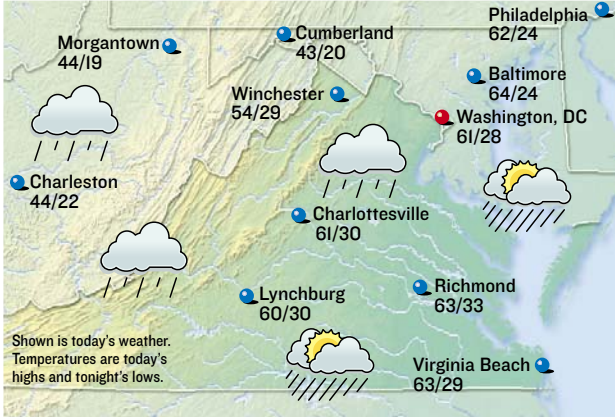 Philadelphia
62/24
Cumberland
43/20
Morgantown
44/19
Baltimore
64/24
Winchester
54/29
Washington, DC
61/28
Charleston
44/22
Charlottesville
61/30
Richmond
63/33
Lynchburg
60/30
Shown is today's weather.
Temperatures are today's
highs and tonight's lows.
Virginia Beach
63/29